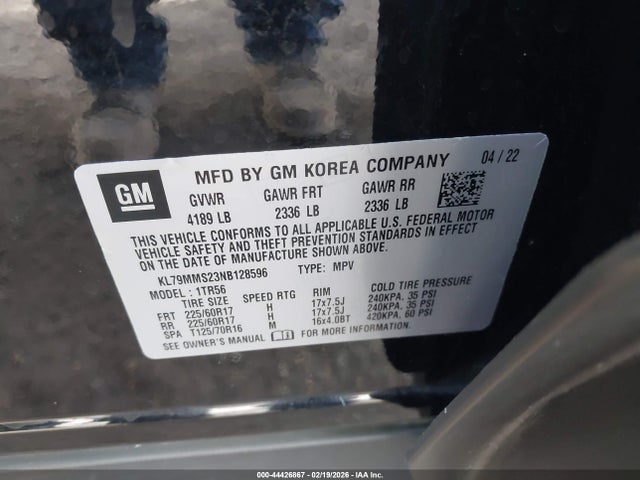 GM
MFD BY GM KOREA COMPANY 04 / 22
GVWR GAWR FRT GAWR RR
4189 LB 2336 LB 2336 LB
THIS VEHICLE CONFORMS TO ALL APPLICABLE U.S. FEDERAL MOTOR
VEHICLE SAFETY AND THEFT PREVENTION STANDARDS IN EFFECT
ON THE DATE OF MANUFACTURE SHOWN ABOVE.
KL79MMS23NB128596 TYPE: MPV
MODEL : 1TR56
TIRE SIZE SPEED RTG RIM COLD TIRE PRESSURE
FRT 225/60R17 H 17x7.5J 240KPA, 35 PSI
RR 225/60R17 H 17x7.5J 240KPA, 35 PSI
SPA T125/70R16 M 16x4.0BT 420KPA, 60 PSI
SEE OWNER'S MANUAL FOR MORE INFORMATION.
000-44426867 - 02/19/2026 - IAA Inc.